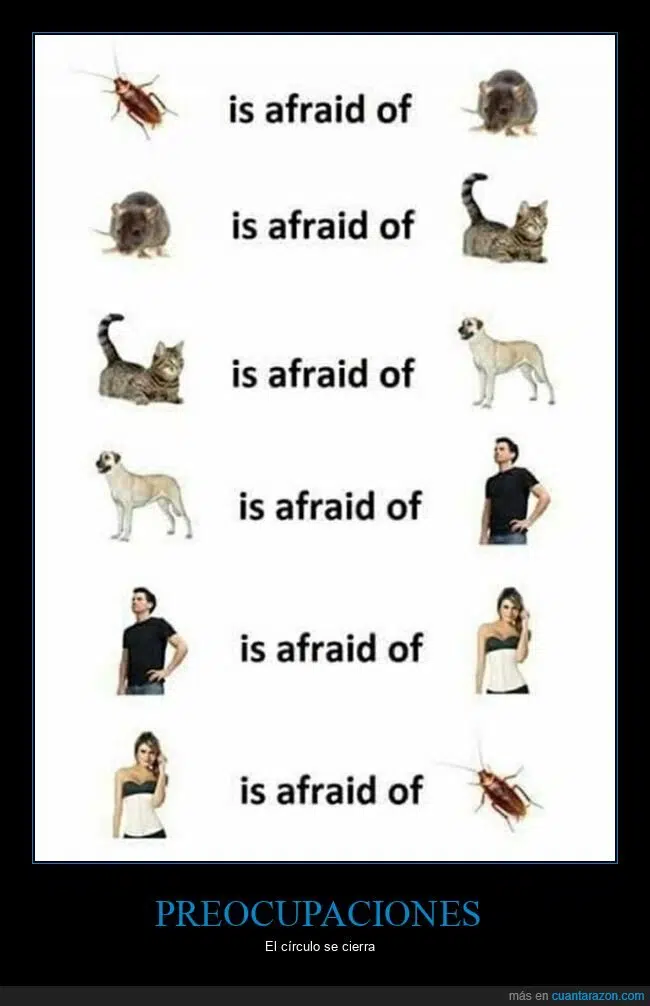 is afraid of
is afraid of
is afraid of
is afraid of
is afraid of
is afraid of
PREOCUPACIONES
El círculo se cierra
más en cuantarazon.com